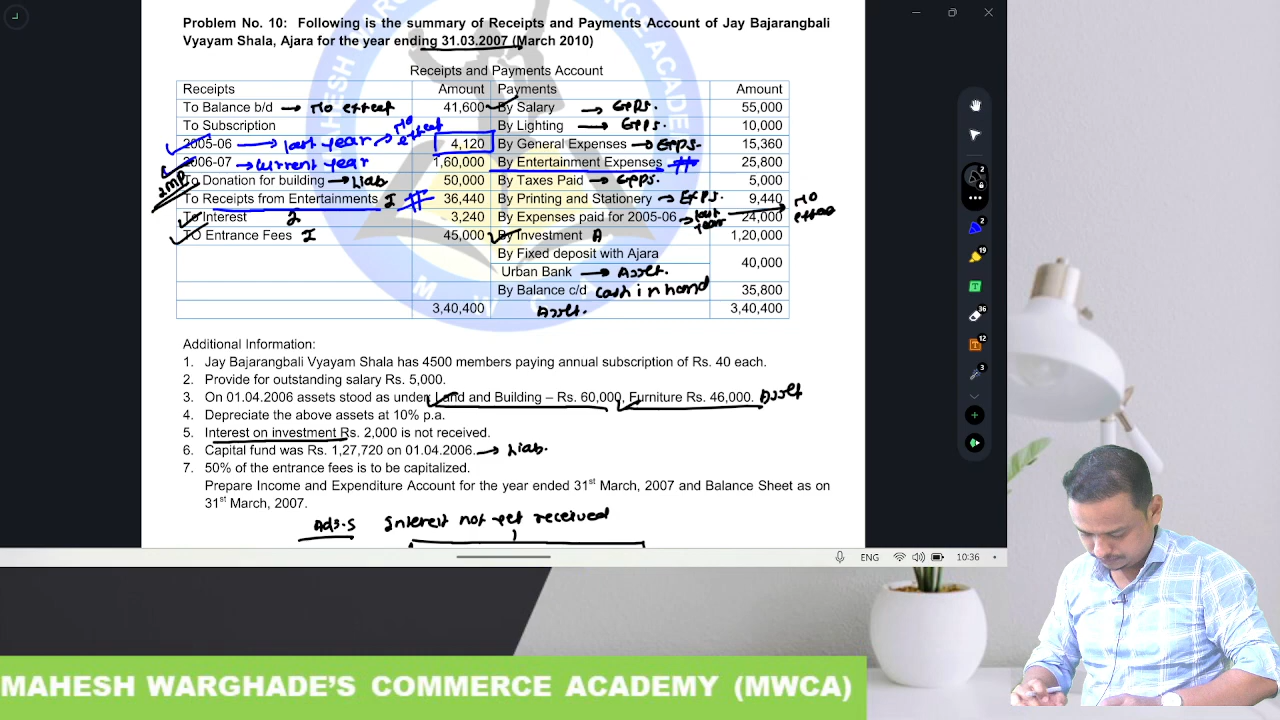 Problem No. 10: Following is the summary of Receipts and Payments Account of Jay Bajarangbali
Vyayam Shala, Ajara for the year ending 31.03.2007 (March 2010)
Receipts and Payments Account
Receipts Amount Payments Amount
To Balance b/d → No effect 41,600 By Salary → Exps. 55,000
To Subscription By Lighting → Exps. 10,000
2005-06 → last year → No effect 4,120 By General Expenses → Exps. 15,360
2006-07 → Current year 1,60,000 By Entertainment Expenses # 25,800
To Donation for building → Liab. 50,000 By Taxes Paid → Exps. 5,000
To Receipts from Entertainments I # 36,440 By Printing and Stationery → Exps. 9,440
To Interest I 3,240 By Expenses paid for 2005-06 → last year → No effect 24,000
TO Entrance Fees I 45,000 By Investment A 1,20,000
By Fixed deposit with Ajara
Urban Bank → Asset. 40,000
By Balance c/d Cash in hand 35,800
3,40,400 Asset. 3,40,400
Additional Information:
1. Jay Bajarangbali Vyayam Shala has 4500 members paying annual subscription of Rs. 40 each.
2. Provide for outstanding salary Rs. 5,000.
3. On 01.04.2006 assets stood as under Land and Building – Rs. 60,000, Furniture Rs. 46,000. Asset
4. Depreciate the above assets at 10% p.a.
5. Interest on investment Rs. 2,000 is not received.
6. Capital fund was Rs. 1,27,720 on 01.04.2006. → Liab.
7. 50% of the entrance fees is to be capitalized.
Prepare Income and Expenditure Account for the year ended 31st March, 2007 and Balance Sheet as on
31st March, 2007.
Adj.5 Interest not yet received
ENG 10:36
MAHESH WARGHADE'S COMMERCE ACADEMY (MWCA)